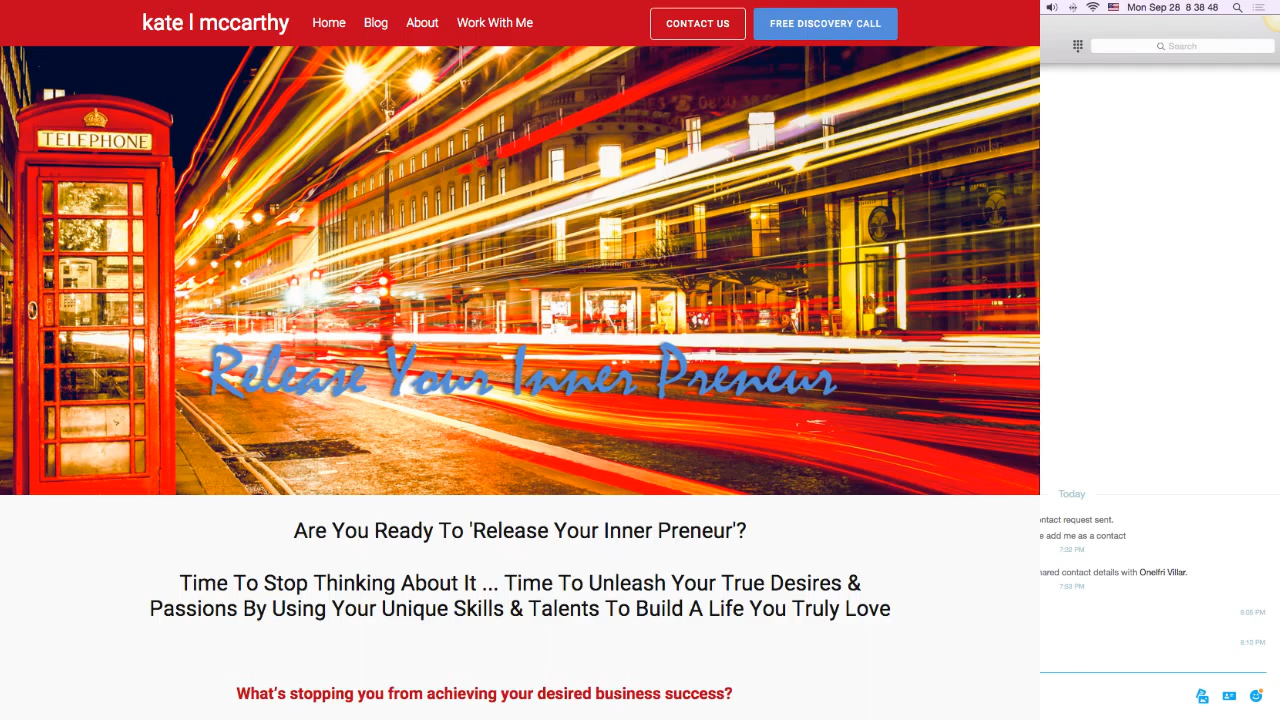 kate l mccarthy
Home
Blog
About
Work With Me
CONTACT US
FREE DISCOVERY CALL
Mon Sep 28 8 38 48
Search
TELEPHONE
Release Your Inner Preneur
Are You Ready To 'Release Your Inner Preneur'?
Time To Stop Thinking About It ... Time To Unleash Your True Desires &
Passions By Using Your Unique Skills & Talents To Build A Life You Truly Love
What's stopping you from achieving your desired business success?
Today
request sent.
add me as a contact
7:32 PM
contact details with Onelfri Villar.
7:53 PM
8:05 PM
8:10 PM